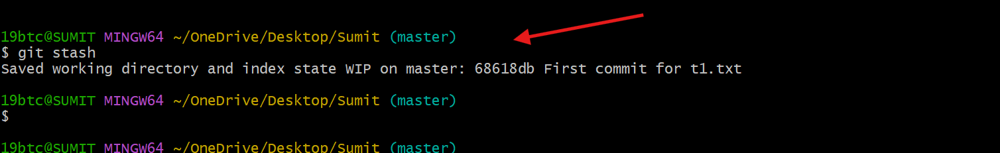 19btc@SUMIT MINGW64 ~/OneDrive/Desktop/Sumit (master)
$ git stash
Saved working directory and index state WIP on master: 68618db First commit for t1.txt
19btc@SUMIT MINGW64 ~/OneDrive/Desktop/Sumit (master)
$
19btc@SUMIT MINGW64 ~/OneDrive/Desktop/Sumit (master)